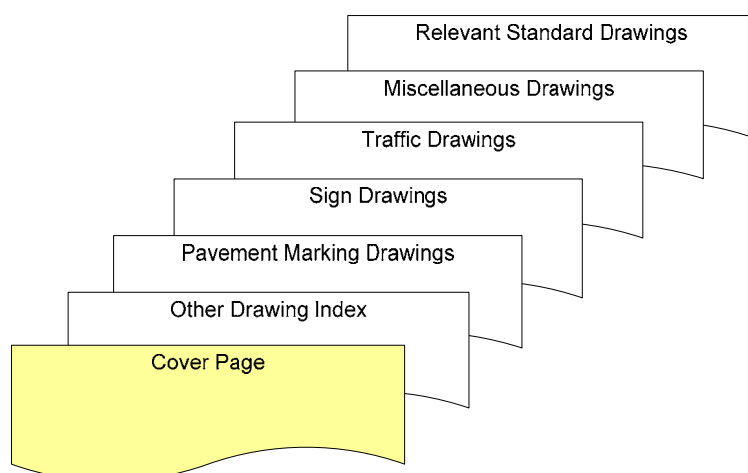 Relevant Standard Drawings
Miscellaneous Drawings
Traffic Drawings
Sign Drawings
Pavement Marking Drawings
Other Drawing Index
Cover Page